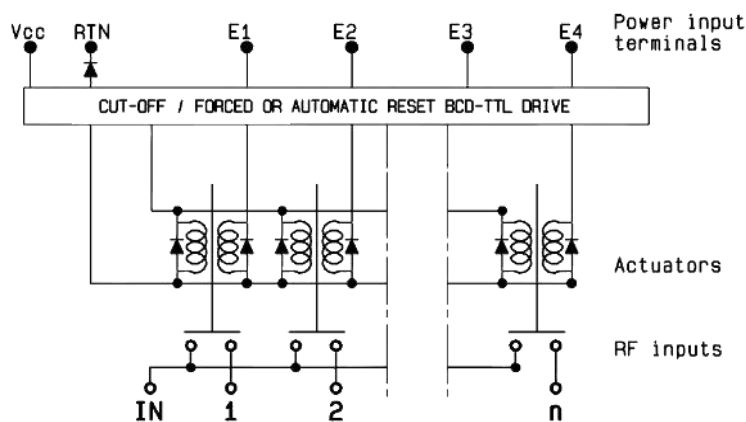 Vcc RTN E1 E2 E3 E4 Power input
terminals
CUT-OFF / FORCED OR AUTOMATIC RESET BCD-TTL DRIVE
Actuators
RF inputs
IN 1 2 n